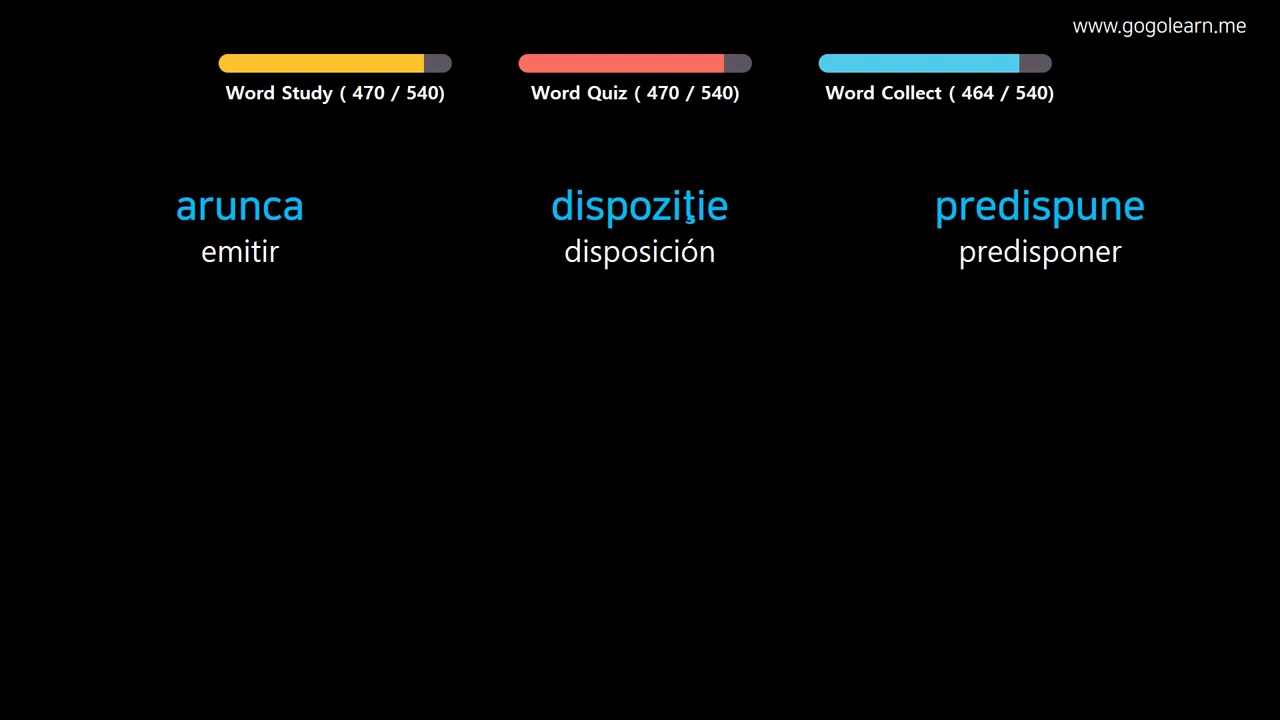 www.gogolearn.me
Word Study ( 470 / 540)
Word Quiz ( 470 / 540)
Word Collect ( 464 / 540)
arunca
emitir
dispoziţie
disposición
predispune
predisponer